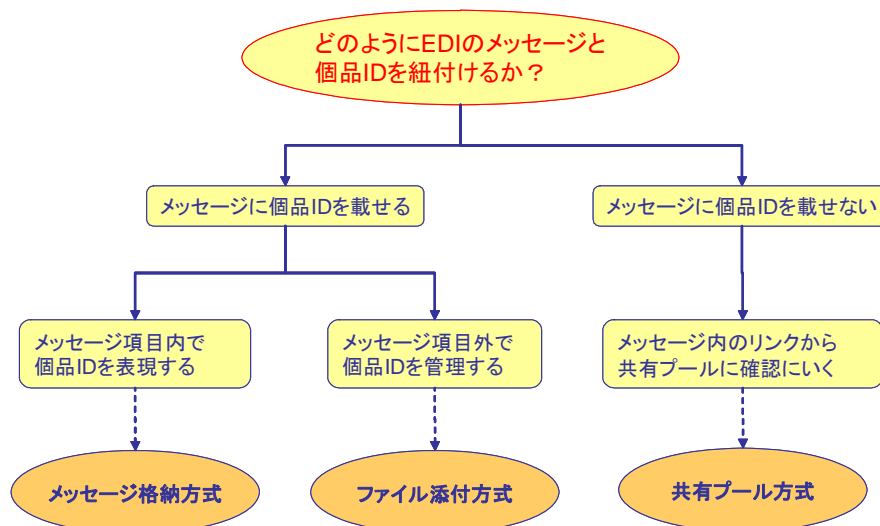 どのようにEDIのメッセージと
個品IDを紐付けるか？
メッセージに個品IDを載せる
メッセージに個品IDを載せない
メッセージ項目内で
個品IDを表現する
メッセージ項目外で
個品IDを管理する
メッセージ内のリンクから
共有プールに確認にいく
メッセージ格納方式
ファイル添付方式
共有プール方式